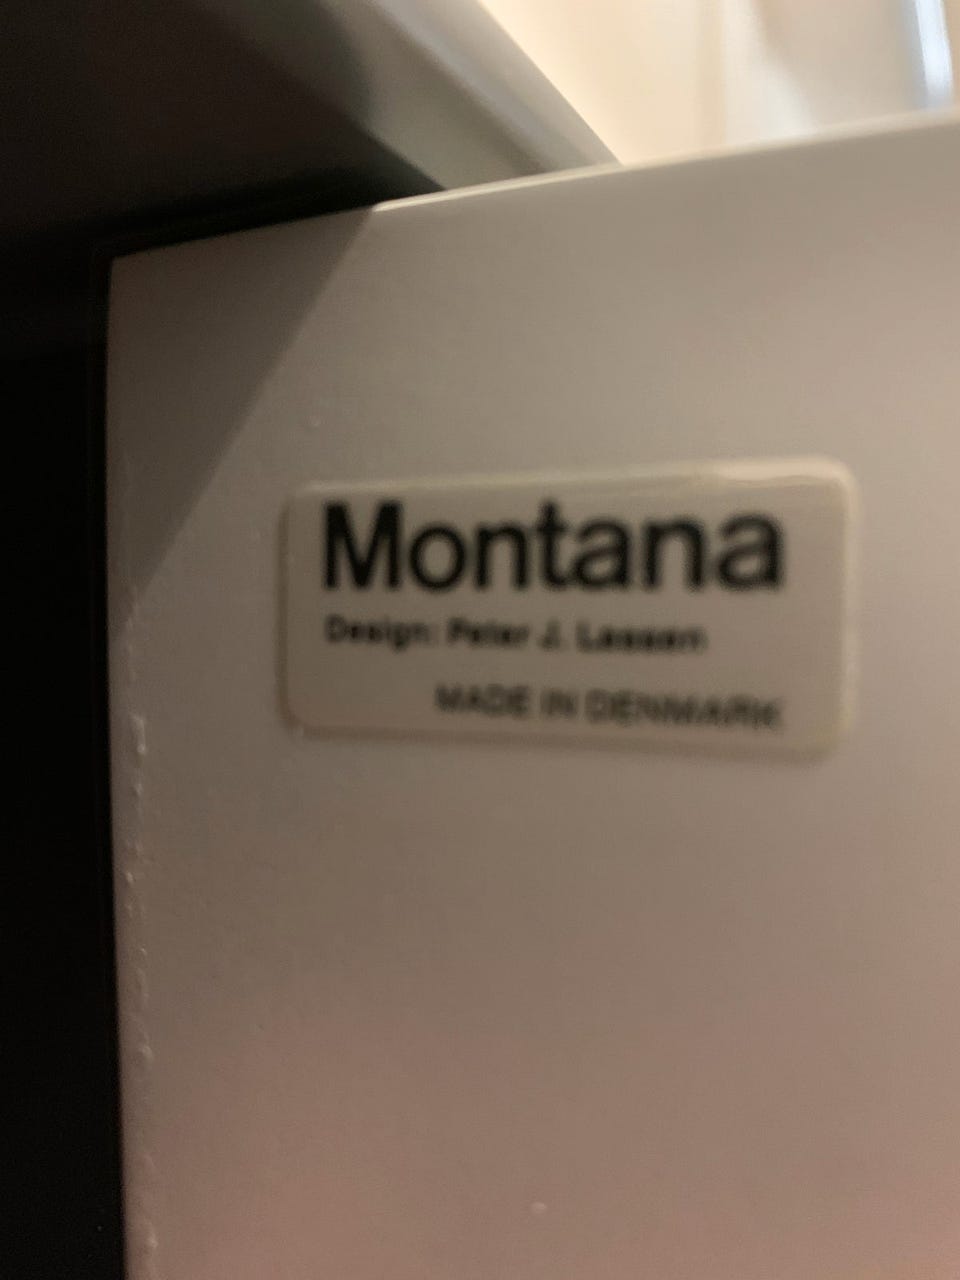 Montana
Design: Peter J. Lassen
MADE IN DENMARK